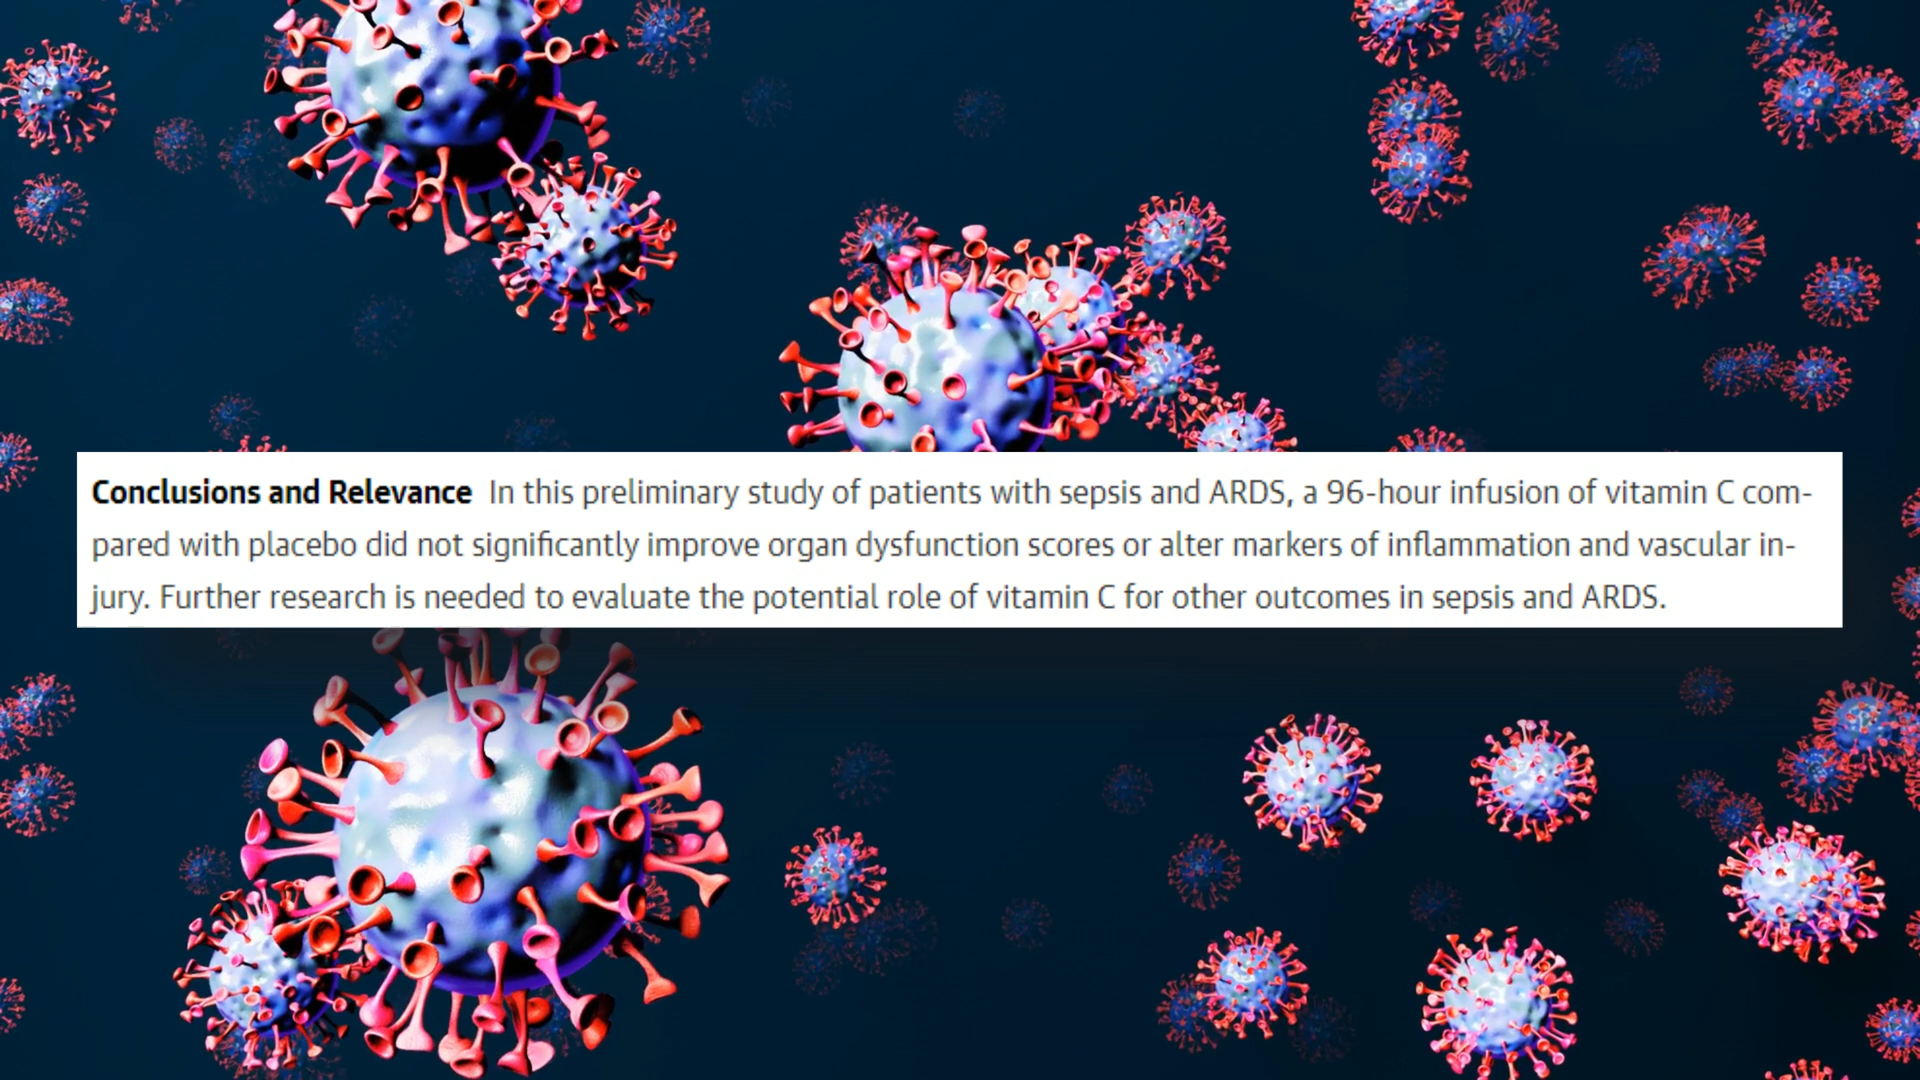 Conclusions and Relevance In this preliminary study of patients with sepsis and ARDS, a 96-hour infusion of vitamin C com-
pared with placebo did not significantly improve organ dysfunction scores or alter markers of inflammation and vascular in-
jury. Further research is needed to evaluate the potential role of vitamin C for other outcomes in sepsis and ARDS.